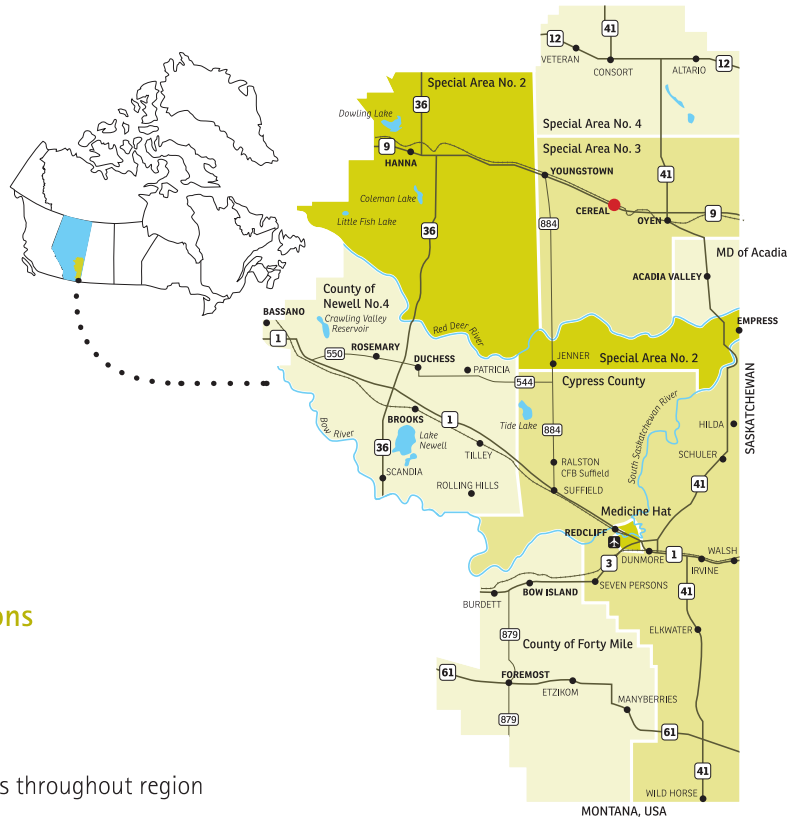 41
12
VETERAN
CONSORT
ALTARIO
12
Special Area No. 2
36
Dowling Lake
Special Area No. 4
9
HANNA
Special Area No. 3
YOUNGSTOWN
41
Coleman Lake
CEREAL
9
Little Fish Lake
884
OYEN
36
MD of Acadia
ACADIA VALLEY
County of
Newell No.4
BASSANO
Crawling Valley
Reservoir
EMPRESS
Red Deer
River
1
550
ROSEMARY
DUCHESS
JENNER
Special Area No. 2
PATRICIA
544
Cypress County
SASKATCHEWAN
BROOKS
1
Tide Lake
South Saskatchewan River
Bow River
884
HILDA
36
Lake
Newell
TILLEY
SCHULER
RALSTON
CFB Suffield
SCANDIA
41
ROLLING HILLS
SUFFIELD
Medicine Hat
REDCLIFF
DUNMORE
1
WALSH
3
IRVINE
SEVEN PERSONS
BURDETT
BOW ISLAND
41
ons
879
ELKWATER
County of Forty Mile
61
FOREMOST
ETZIKOM
MANYBERRIES
879
61
s throughout region
41
WILD HORSE
MONTANA, USA